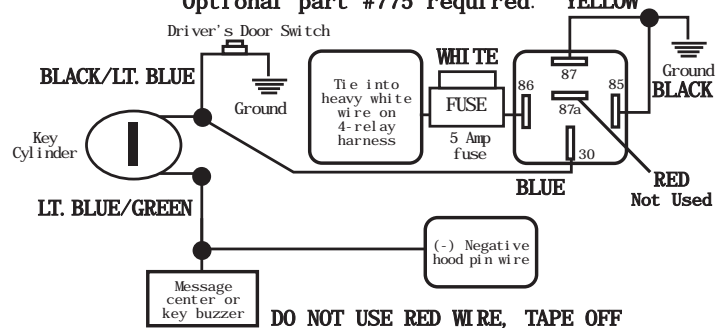 Optional part #775 required. YELLOW
Driver's Door Switch
BLACK/LT. BLUE
Ground
Key
Cylinder
LT. BLUE/GREEN
Message
center or
key buzzer
Tie into
heavy white
wire on
4-relay
harness
WHITE
FUSE
5 Amp
fuse
86
87
87a
85
30
Ground
BLACK
BLUE
RED
Not Used
(-) Negative
hood pin wire
DO NOT USE RED WIRE, TAPE OFF